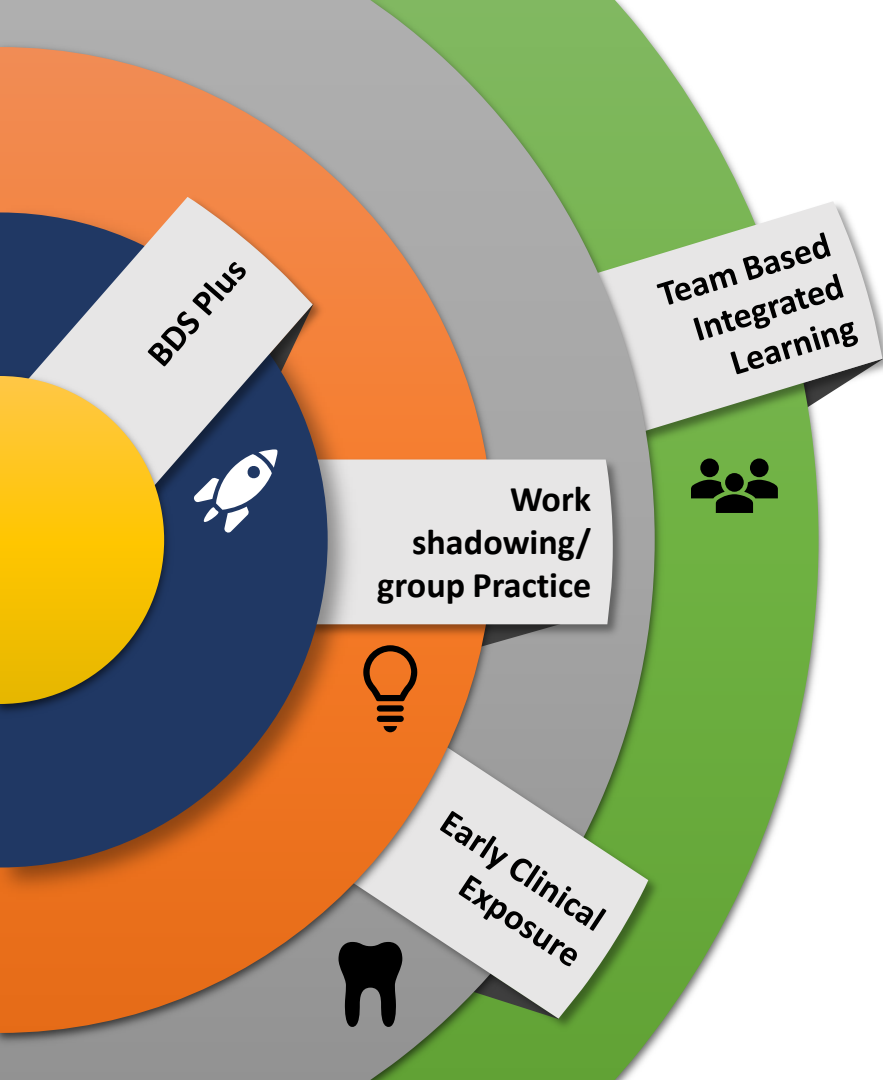 BDS Plus
Team Based
Integrated
Learning
Work
shadowing/
group Practice
Early Clinical
Exposure